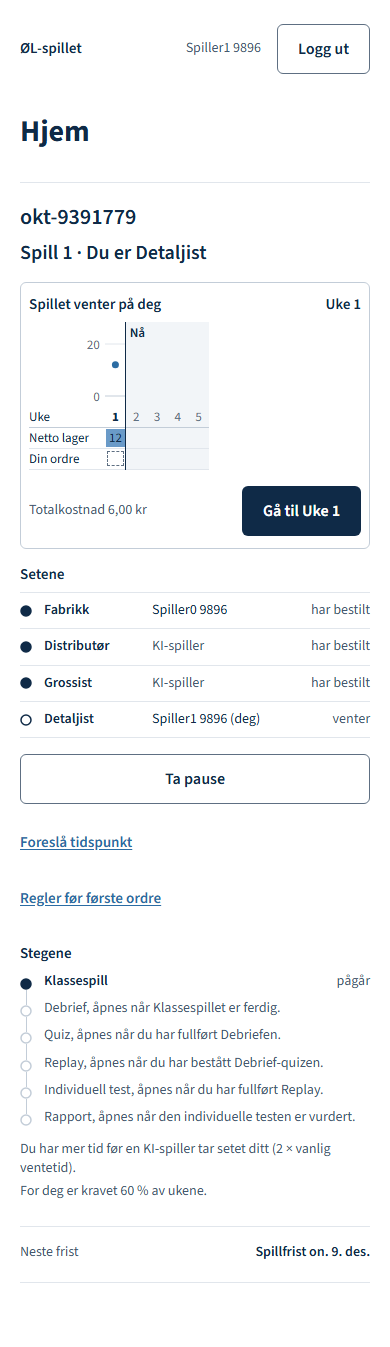 ØL-spillet Spiller1 9896 Logg ut
Hjem
okt-9391779
Spill 1 · Du er Detaljist
Spillet venter på deg Uke 1
Nå
20
0
Uke 1 2 3 4 5
Netto lager 12
Din ordre
Totalkostnad 6,00 kr Gå til Uke 1
Setene
Fabrikk Spiller0 9896 har bestilt
Distributør KI-spiller har bestilt
Grossist KI-spiller har bestilt
Detaljist Spiller1 9896 (deg) venter
Ta pause
Foreslå tidspunkt
Regler før første ordre
Stegene
Klassespill pågår
Debrief, åpnes når Klassespillet er ferdig.
Quiz, åpnes når du har fullført Debriefen.
Replay, åpnes når du har bestått Debrief-quizen.
Individuell test, åpnes når du har fullført Replay.
Rapport, åpnes når den individuelle testen er vurdert.
Du har mer tid før en KI-spiller tar setet ditt (2 × vanlig
ventetid).
For deg er kravet 60 % av ukene.
Neste frist Spillfrist on. 9. des.